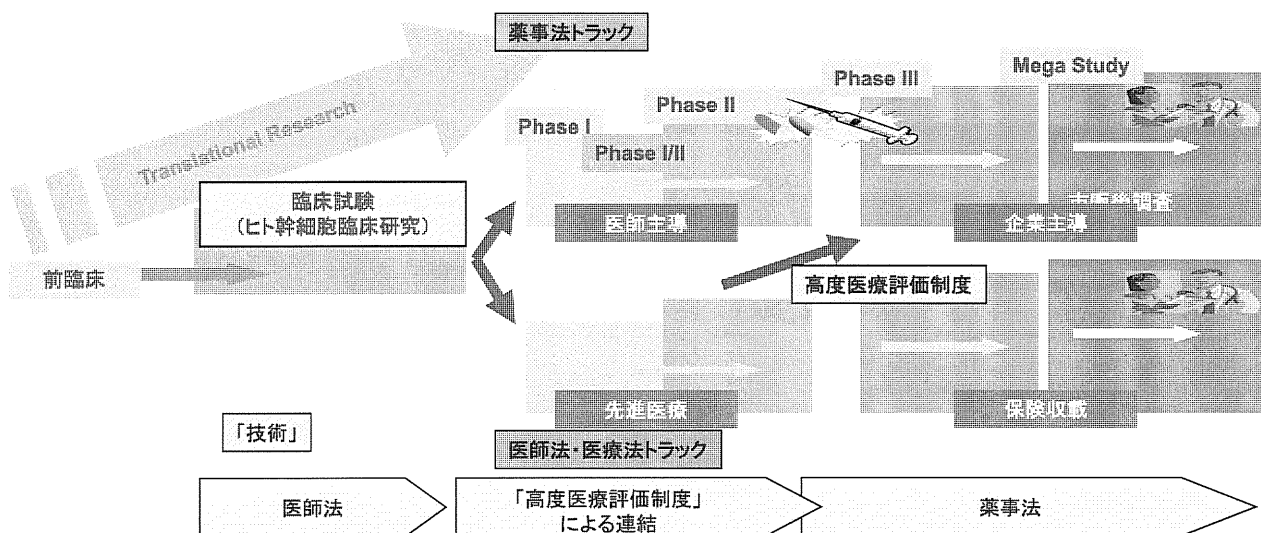 薬事法トラック
Translational Research
Phase I
Phase I/II
Phase II
Phase III
Mega Study
臨床試験
(ヒト幹細胞臨床研究)
前臨床
医師主導
企業主導
調査
高度医療評価制度
先進医療
保険収載
「技術」
医師法・医療法トラック
医師法
「高度医療評価制度」
による連結
薬事法